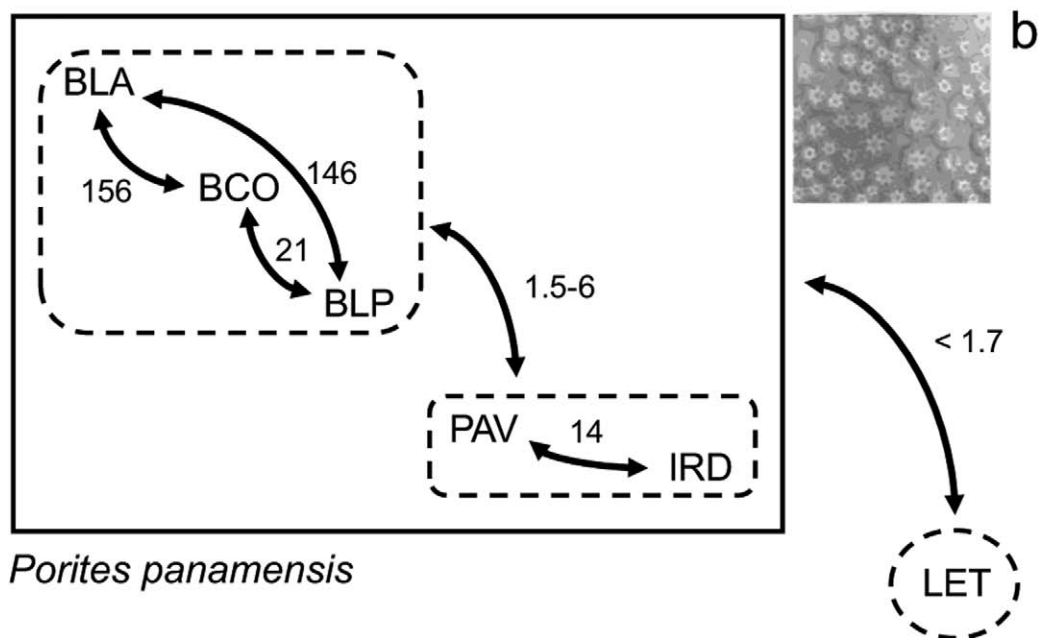 b
BLA
156
BCO
146
21
BLP
1.5-6
< 1.7
PAV
14
IRD
LET
Porites panamensis